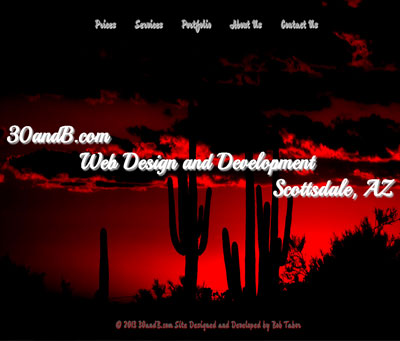 Prices Services Portfolio About Us Contact Us
30andB.com
Web Design and Development
Scottsdale, AZ
© 2013 30andB.com Site Designed and Developed by Rob Tabor